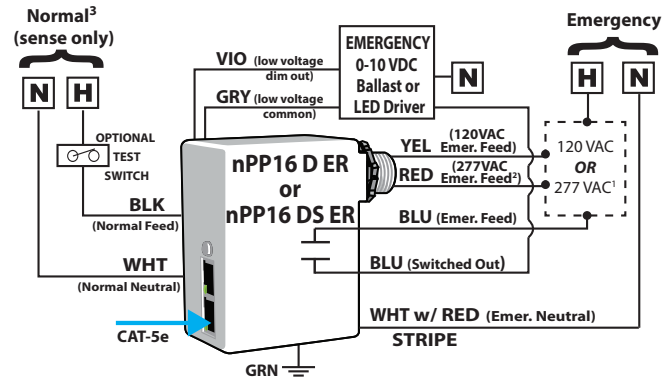 Normal³
(sense only)
N H
OPTIONAL
TEST
SWITCH
BLK
(Normal Feed)
WHT
(Normal Neutral)
CAT-5e
VIO (low voltage
dim out)
GRY (low voltage
common)
EMERGENCY
0-10 VDC
Ballast or
LED Driver
N
nPP16 D ER
or
nPP16 DS ER
GRN
Emergency
H N
YEL (120VAC
Emer. Feed)
RED (277VAC
Emer. Feed²)
120 VAC
OR
277 VAC¹
BLU (Emer. Feed)
BLU (Switched Out)
WHT w/ RED (Emer. Neutral)
STRIPE